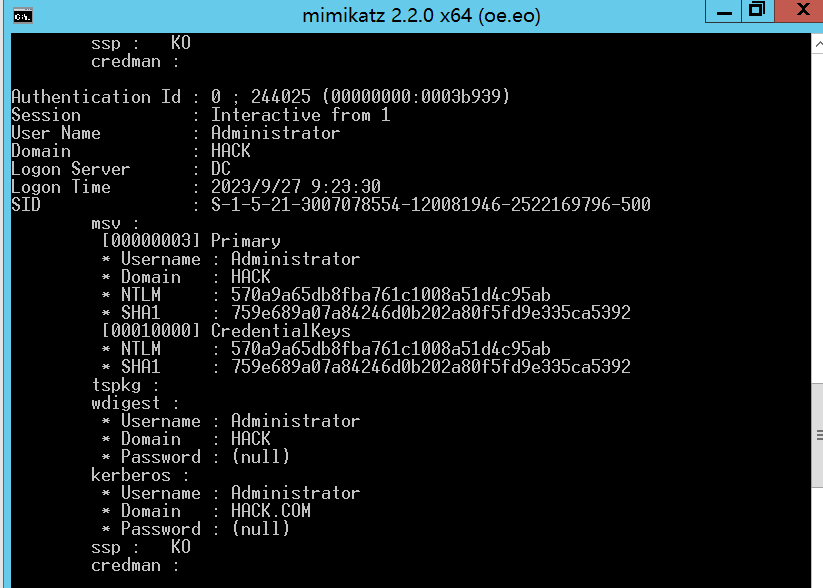 mimikatz 2.2.0 x64 (oe.eo)
ssp : KO
credman :
Authentication Id : 0 ; 244025 (00000000:0003b939)
Session : Interactive from 1
User Name : Administrator
Domain : HACK
Logon Server : DC
Logon Time : 2023/9/27 9:23:30
SID : S-1-5-21-3007078554-120081946-2522169796-500
msv :
[00000003] Primary
* Username : Administrator
* Domain : HACK
* NTLM : 570a9a65db8fba761c1008a51d4c95ab
* SHA1 : 759e689a07a84246d0b202a80f5fd9e335ca5392
[00010000] CredentialKeys
* NTLM : 570a9a65db8fba761c1008a51d4c95ab
* SHA1 : 759e689a07a84246d0b202a80f5fd9e335ca5392
tspkg :
wdigest :
* Username : Administrator
* Domain : HACK
* Password : (null)
kerberos :
* Username : Administrator
* Domain : HACK.COM
* Password : (null)
ssp : KO
credman :